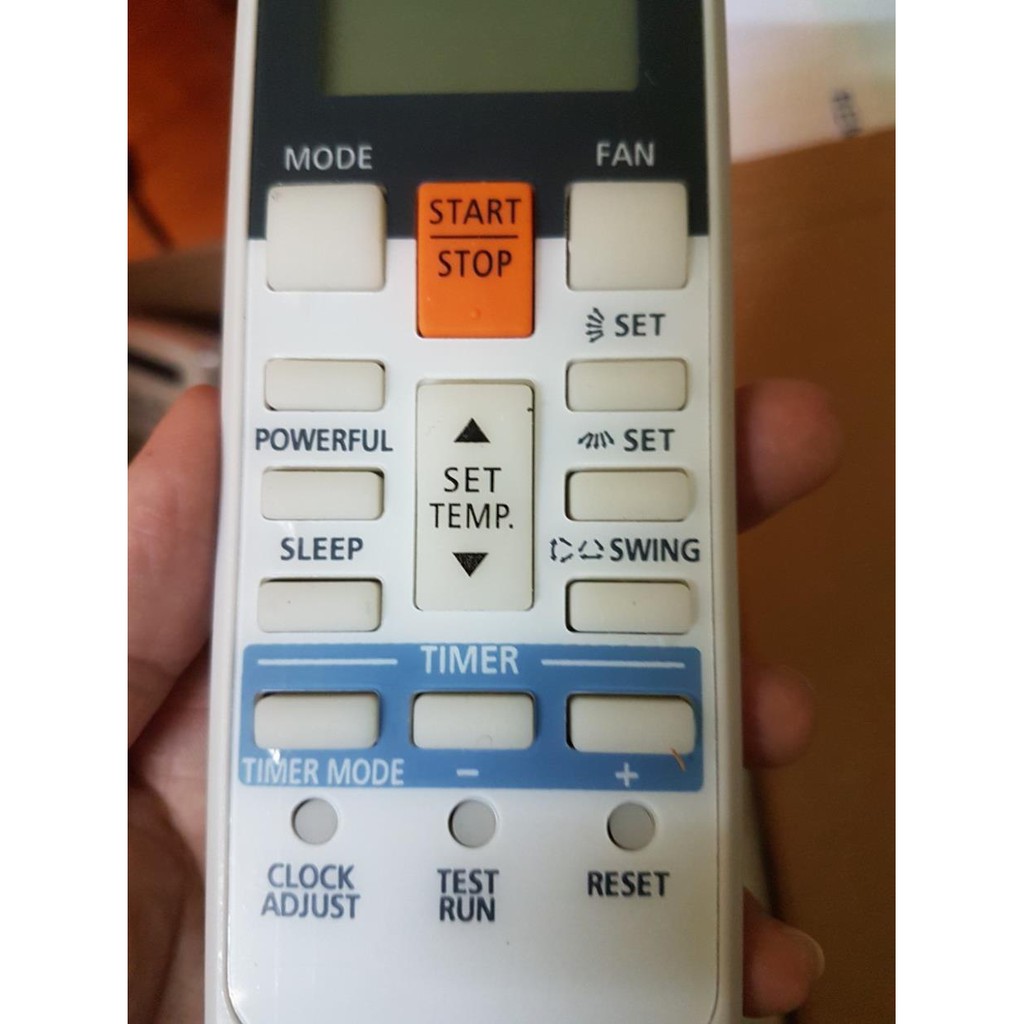 MODE
FAN
START
STOP
SET
POWERFUL
SET
SET
TEMP.
SLEEP
SWING
TIMER
TIMER MODE
−
+
CLOCK
ADJUST
TEST
RUN
RESET